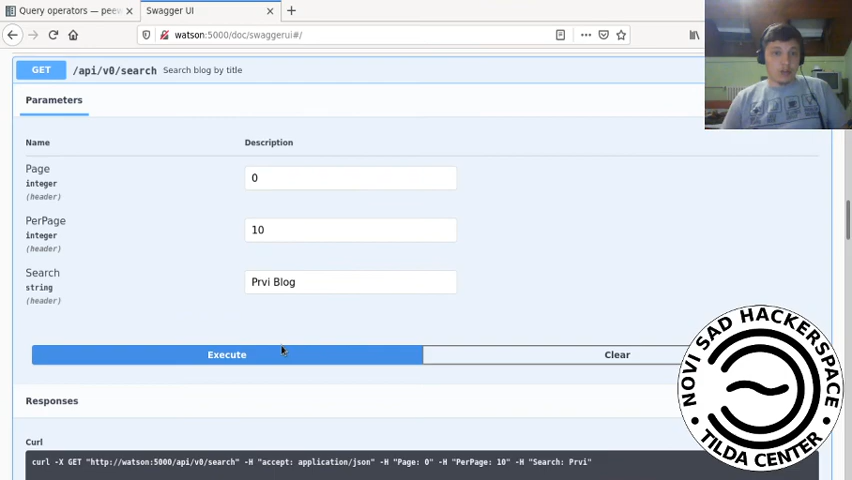 Query operators — peew
Swagger UI
watson:5000/doc/swaggerui#/
GET /api/v0/search Search blog by title
Parameters
Name Description
Page
integer
(header)
0
PerPage
integer
(header)
10
Search
string
(header)
Prvi Blog
Execute Clear
Responses
Curl
curl -X GET "http://watson:5000/api/v0/search" -H "accept: application/json" -H "Page: 0" -H "PerPage: 10" -H "Search: Prvi"
NOVI SAD HACKERSPACE
TILDA CENTER